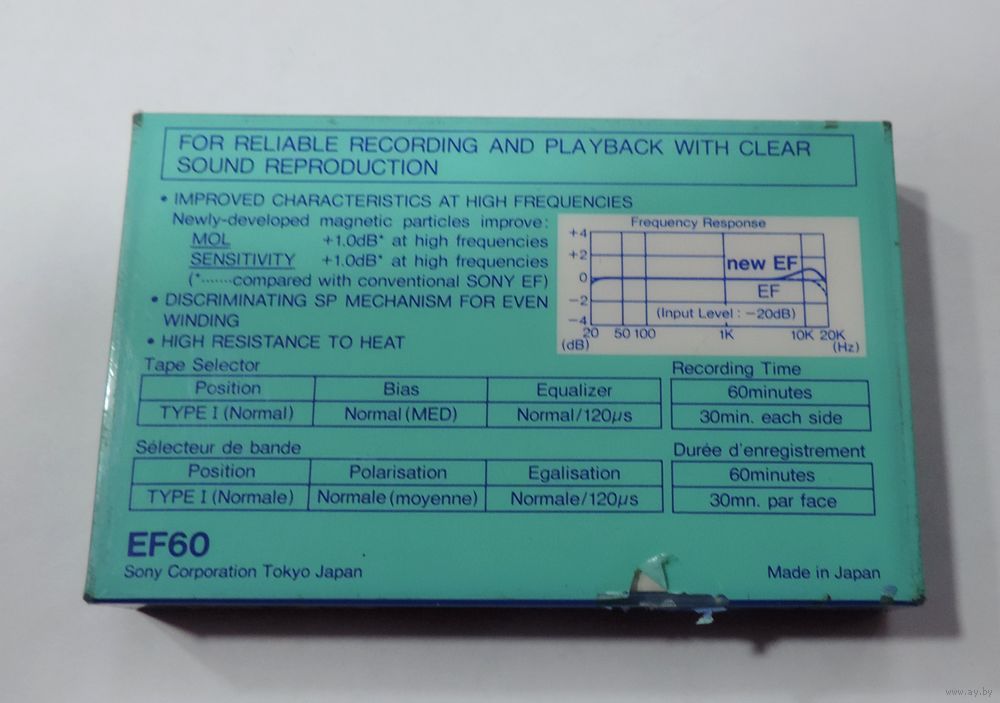 FOR RELIABLE RECORDING AND PLAYBACK WITH CLEAR
SOUND REPRODUCTION
• IMPROVED CHARACTERISTICS AT HIGH FREQUENCIES
Newly-developed magnetic particles improve:
MOL +1.0dB* at high frequencies
SENSITIVITY +1.0dB* at high frequencies
(*·······compared with conventional SONY EF)
• DISCRIMINATING SP MECHANISM FOR EVEN
WINDING
• HIGH RESISTANCE TO HEAT
Frequency Response
+4
+2
new EF
0
EF
−2
(Input Level : −20dB)
−4
20 50 100 1K 10K 20K
(dB) (Hz)
Tape Selector
Position Bias Equalizer
TYPE I (Normal) Normal (MED) Normal/120μs
Recording Time
60minutes
30min. each side
Sélecteur de bande
Position Polarisation Egalisation
TYPE I (Normale) Normale (moyenne) Normale/120μs
Durée d'enregistrement
60minutes
30mn. par face
EF60
Sony Corporation Tokyo Japan
Made in Japan
www.ay.by